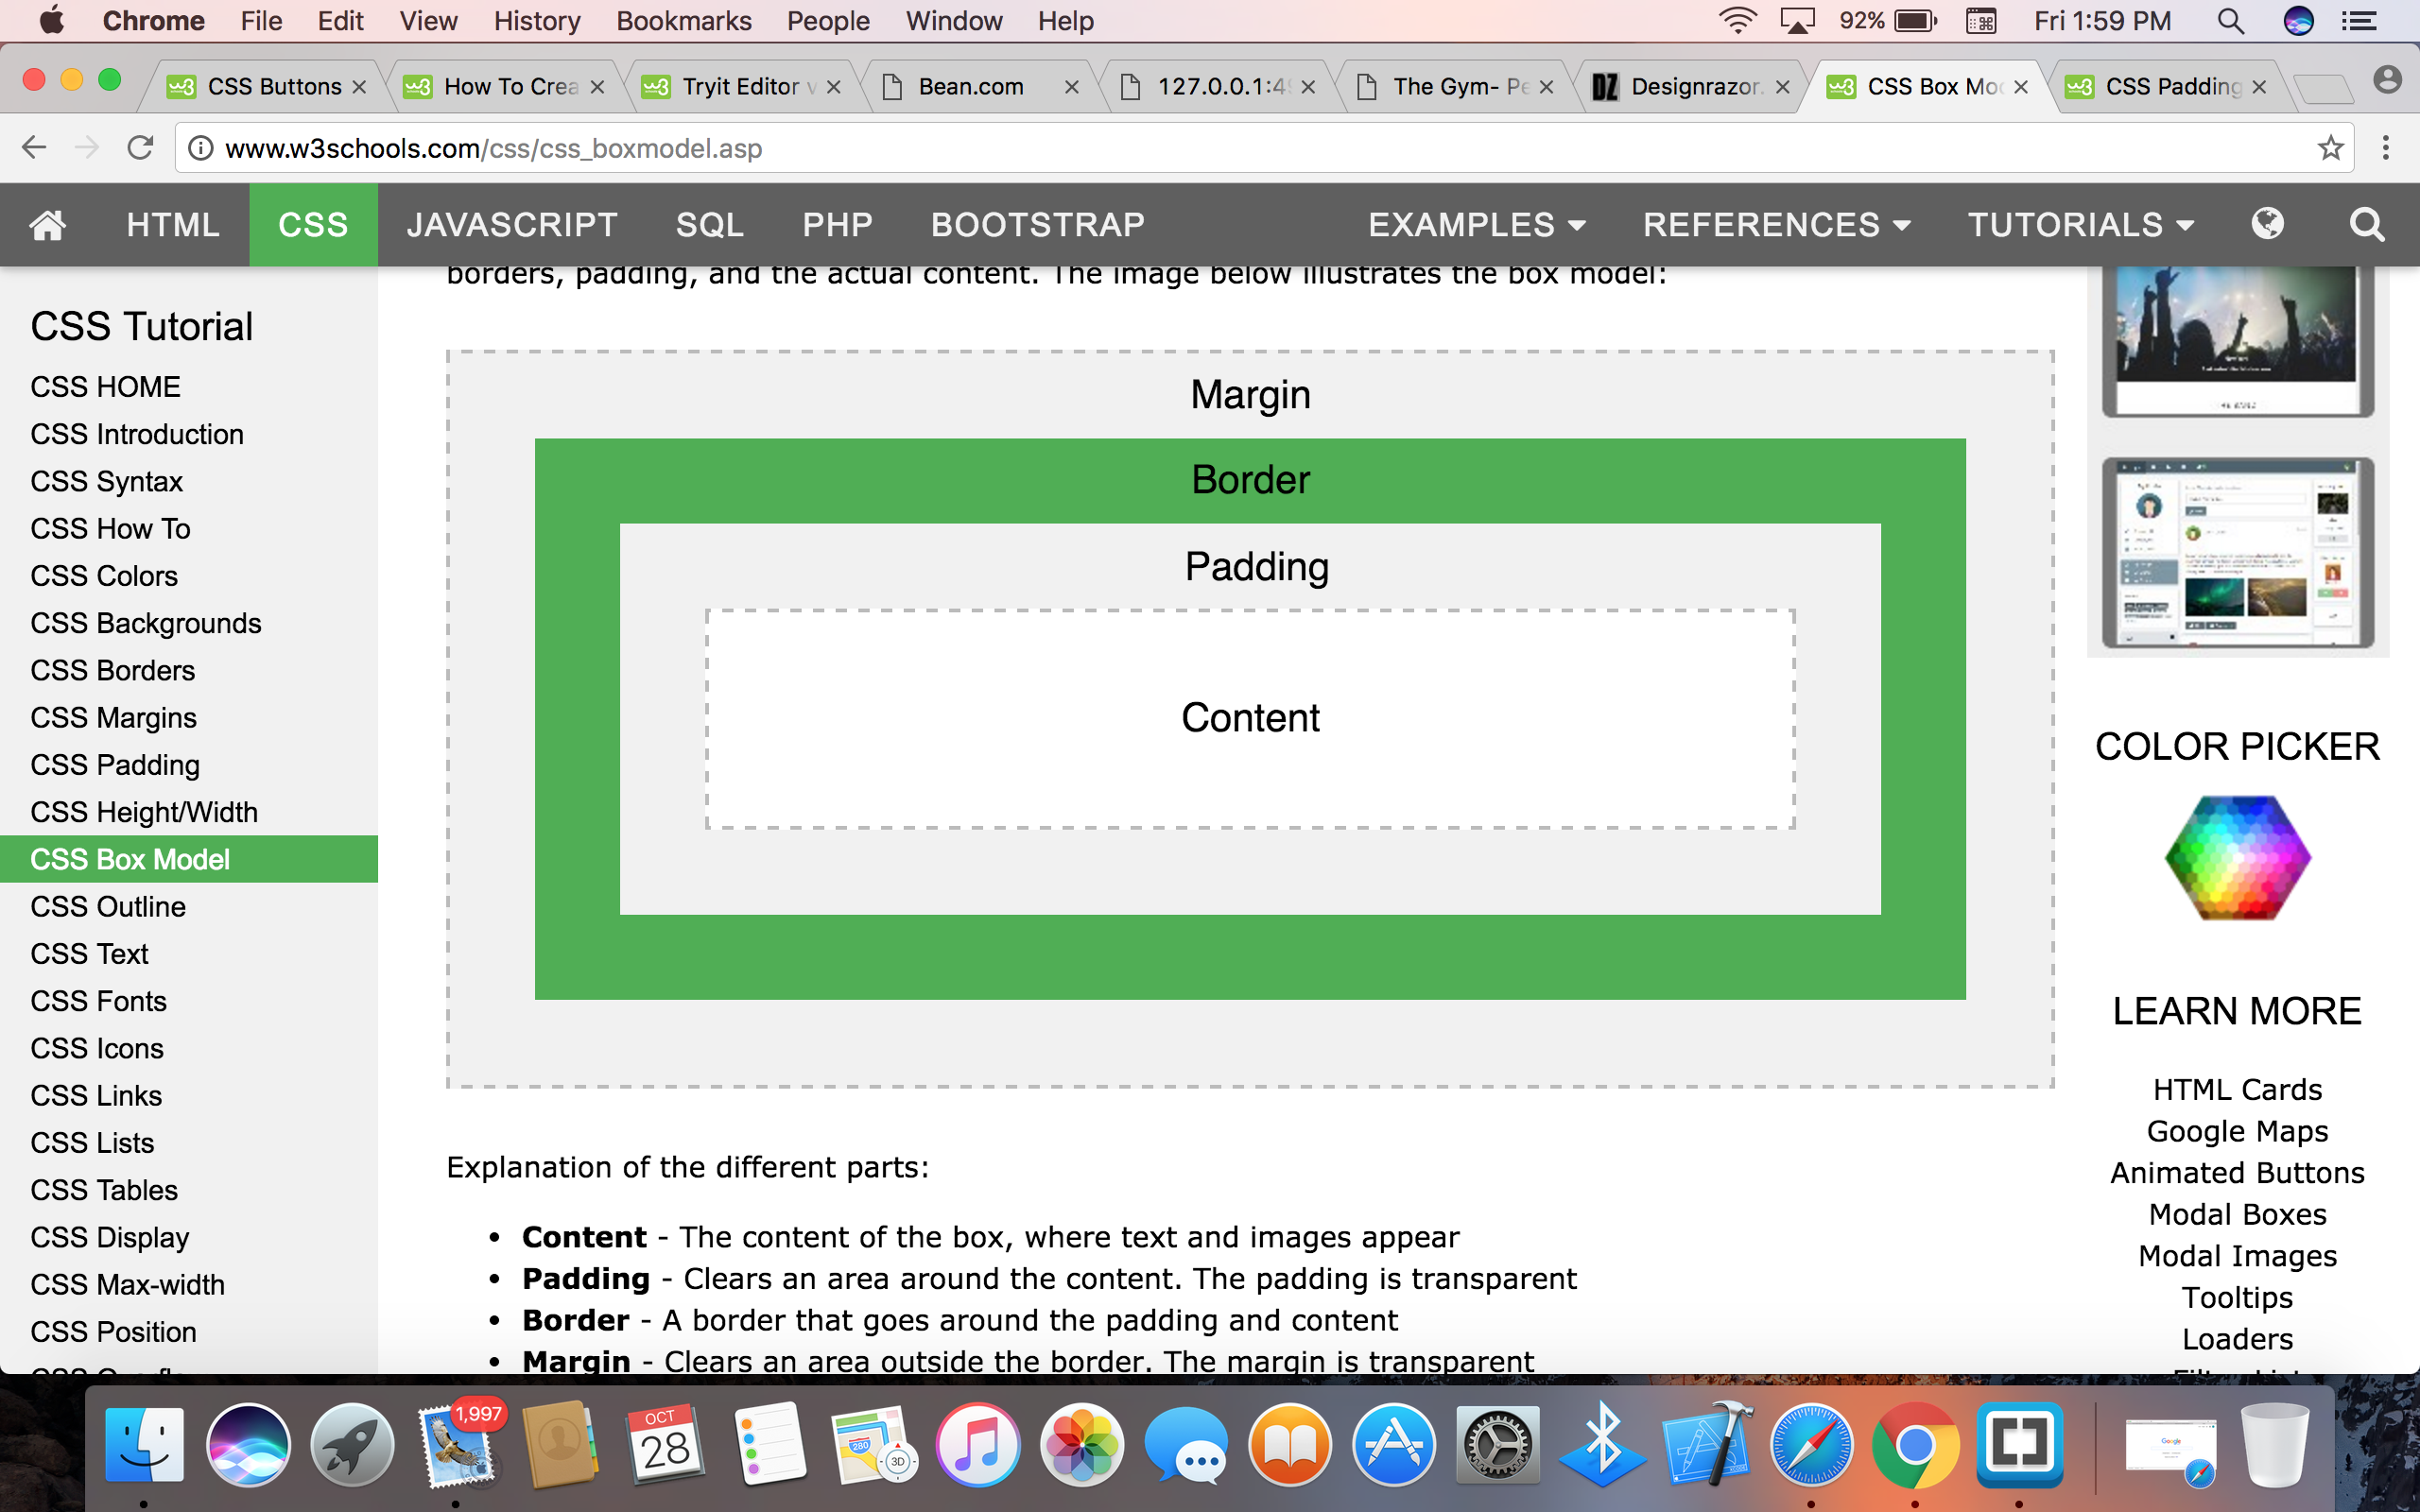 Chrome File Edit View History Bookmarks People Window Help 92% Fri 1:59 PM
CSS Buttons How To Crea Tryit Editor v Bean.com 127.0.0.1:49 The Gym- Pe Designrazor. CSS Box Mo CSS Padding
www.w3schools.com/css/css_boxmodel.asp
HTML CSS JAVASCRIPT SQL PHP BOOTSTRAP EXAMPLES REFERENCES TUTORIALS
CSS Tutorial
CSS HOME
CSS Introduction
CSS Syntax
CSS How To
CSS Colors
CSS Backgrounds
CSS Borders
CSS Margins
CSS Padding
CSS Height/Width
CSS Box Model
CSS Outline
CSS Text
CSS Fonts
CSS Icons
CSS Links
CSS Lists
CSS Tables
CSS Display
CSS Max-width
CSS Position
borders, padding, and the actual content. The image below illustrates the box model:
Margin
Border
Padding
Content
Explanation of the different parts:
• Content - The content of the box, where text and images appear
• Padding - Clears an area around the content. The padding is transparent
• Border - A border that goes around the padding and content
• Margin - Clears an area outside the border. The margin is transparent
COLOR PICKER
LEARN MORE
HTML Cards
Google Maps
Animated Buttons
Modal Boxes
Modal Images
Tooltips
Loaders
1,997
OCT
28
280
3D
Google